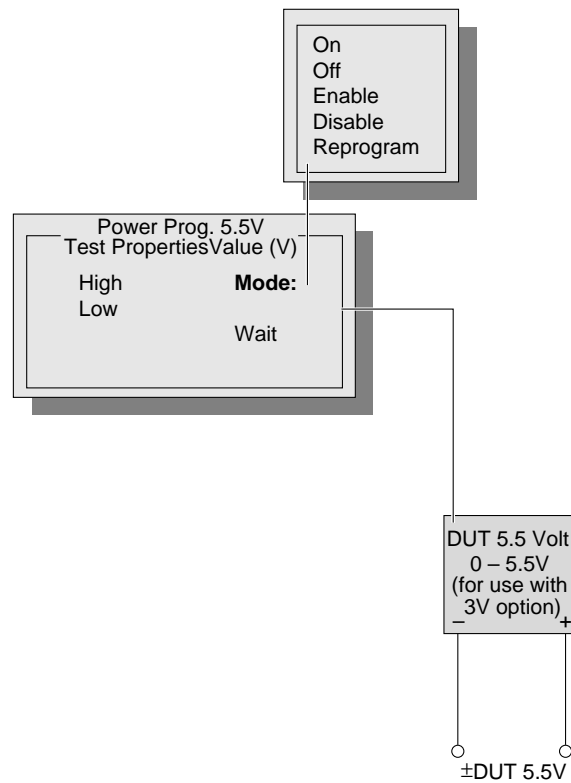 On
Off
Enable
Disable
Reprogram
Power Prog. 5.5V
Test PropertiesValue (V)
High Mode:
Low
Wait
DUT 5.5 Volt
0 – 5.5V
(for use with
3V option)
– +
±DUT 5.5V